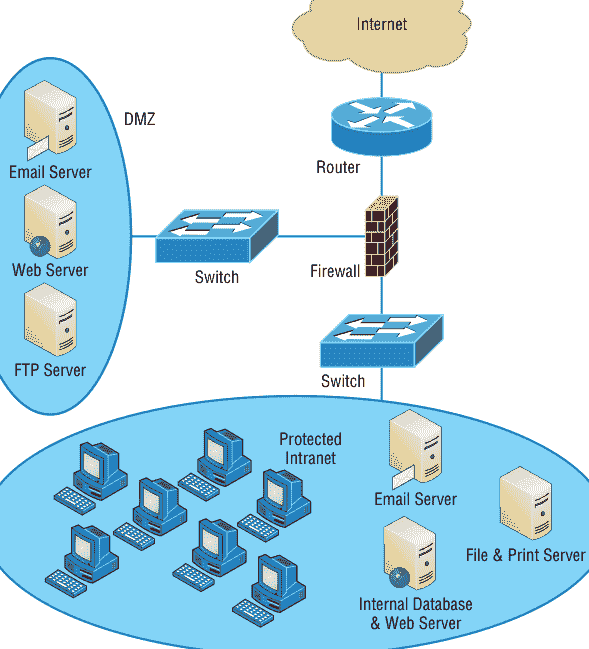 Internet
DMZ
Router
Email Server
Web Server
Switch
Firewall
FTP Server
Switch
Protected
Intranet
Email Server
File & Print Server
Internal Database
& Web Server